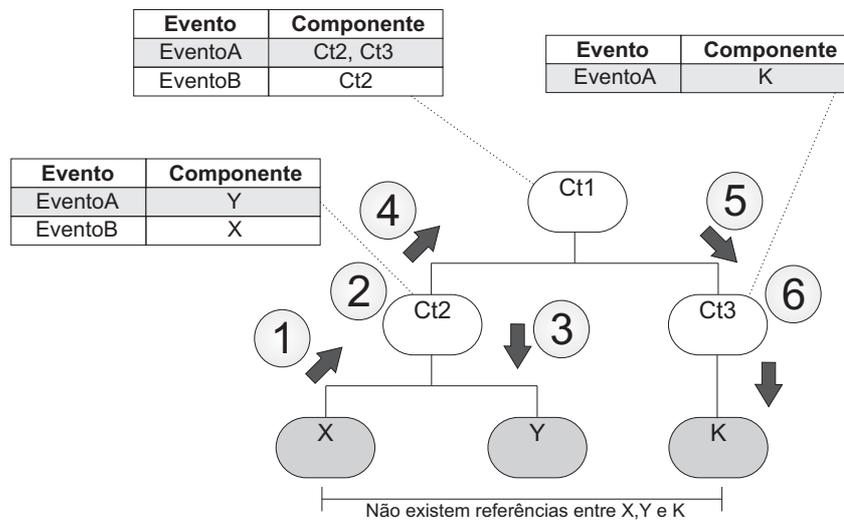 Evento Componente
EventoA Ct2, Ct3
EventoB Ct2
Evento Componente
EventoA K
Evento Componente
EventoA Y
EventoB X
Ct1
4
5
2
Ct2
3
Ct3
6
1
X
Y
K
Não existem referências entre X,Y e K